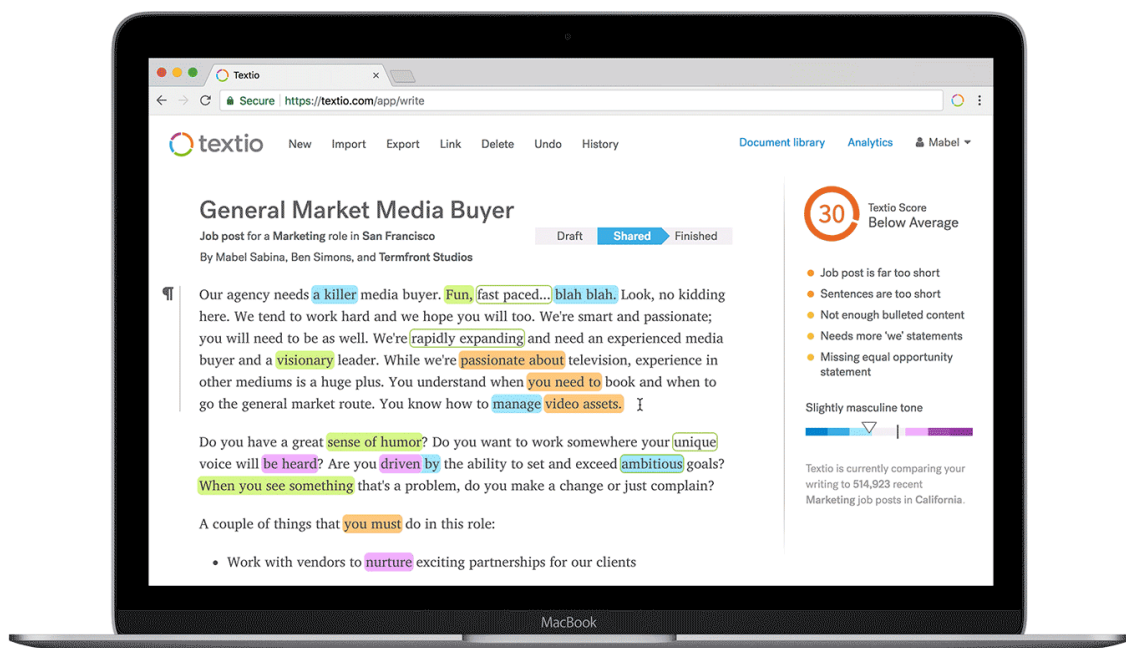 Textio
Secure https://textio.com/app/write
textio New Import Export Link Delete Undo History Document library Analytics Mabel
General Market Media Buyer
Job post for a Marketing role in San Francisco
Draft Shared Finished
By Mabel Sabina, Ben Simons, and Termfront Studios
Our agency needs a killer media buyer. Fun, fast paced... blah blah. Look, no kidding
here. We tend to work hard and we hope you will too. We're smart and passionate;
you will need to be as well. We're rapidly expanding and need an experienced media
buyer and a visionary leader. While we're passionate about television, experience in
other mediums is a huge plus. You understand when you need to book and when to
go the general market route. You know how to manage video assets.
Do you have a great sense of humor? Do you want to work somewhere your unique
voice will be heard? Are you driven by the ability to set and exceed ambitious goals?
When you see something that's a problem, do you make a change or just complain?
A couple of things that you must do in this role:
• Work with vendors to nurture exciting partnerships for our clients
30
Textio Score
Below Average
Job post is far too short
Sentences are too short
Not enough bulleted content
Needs more 'we' statements
Missing equal opportunity
statement
Slightly masculine tone
Textio is currently comparing your
writing to 514,923 recent
Marketing job posts in California.
MacBook